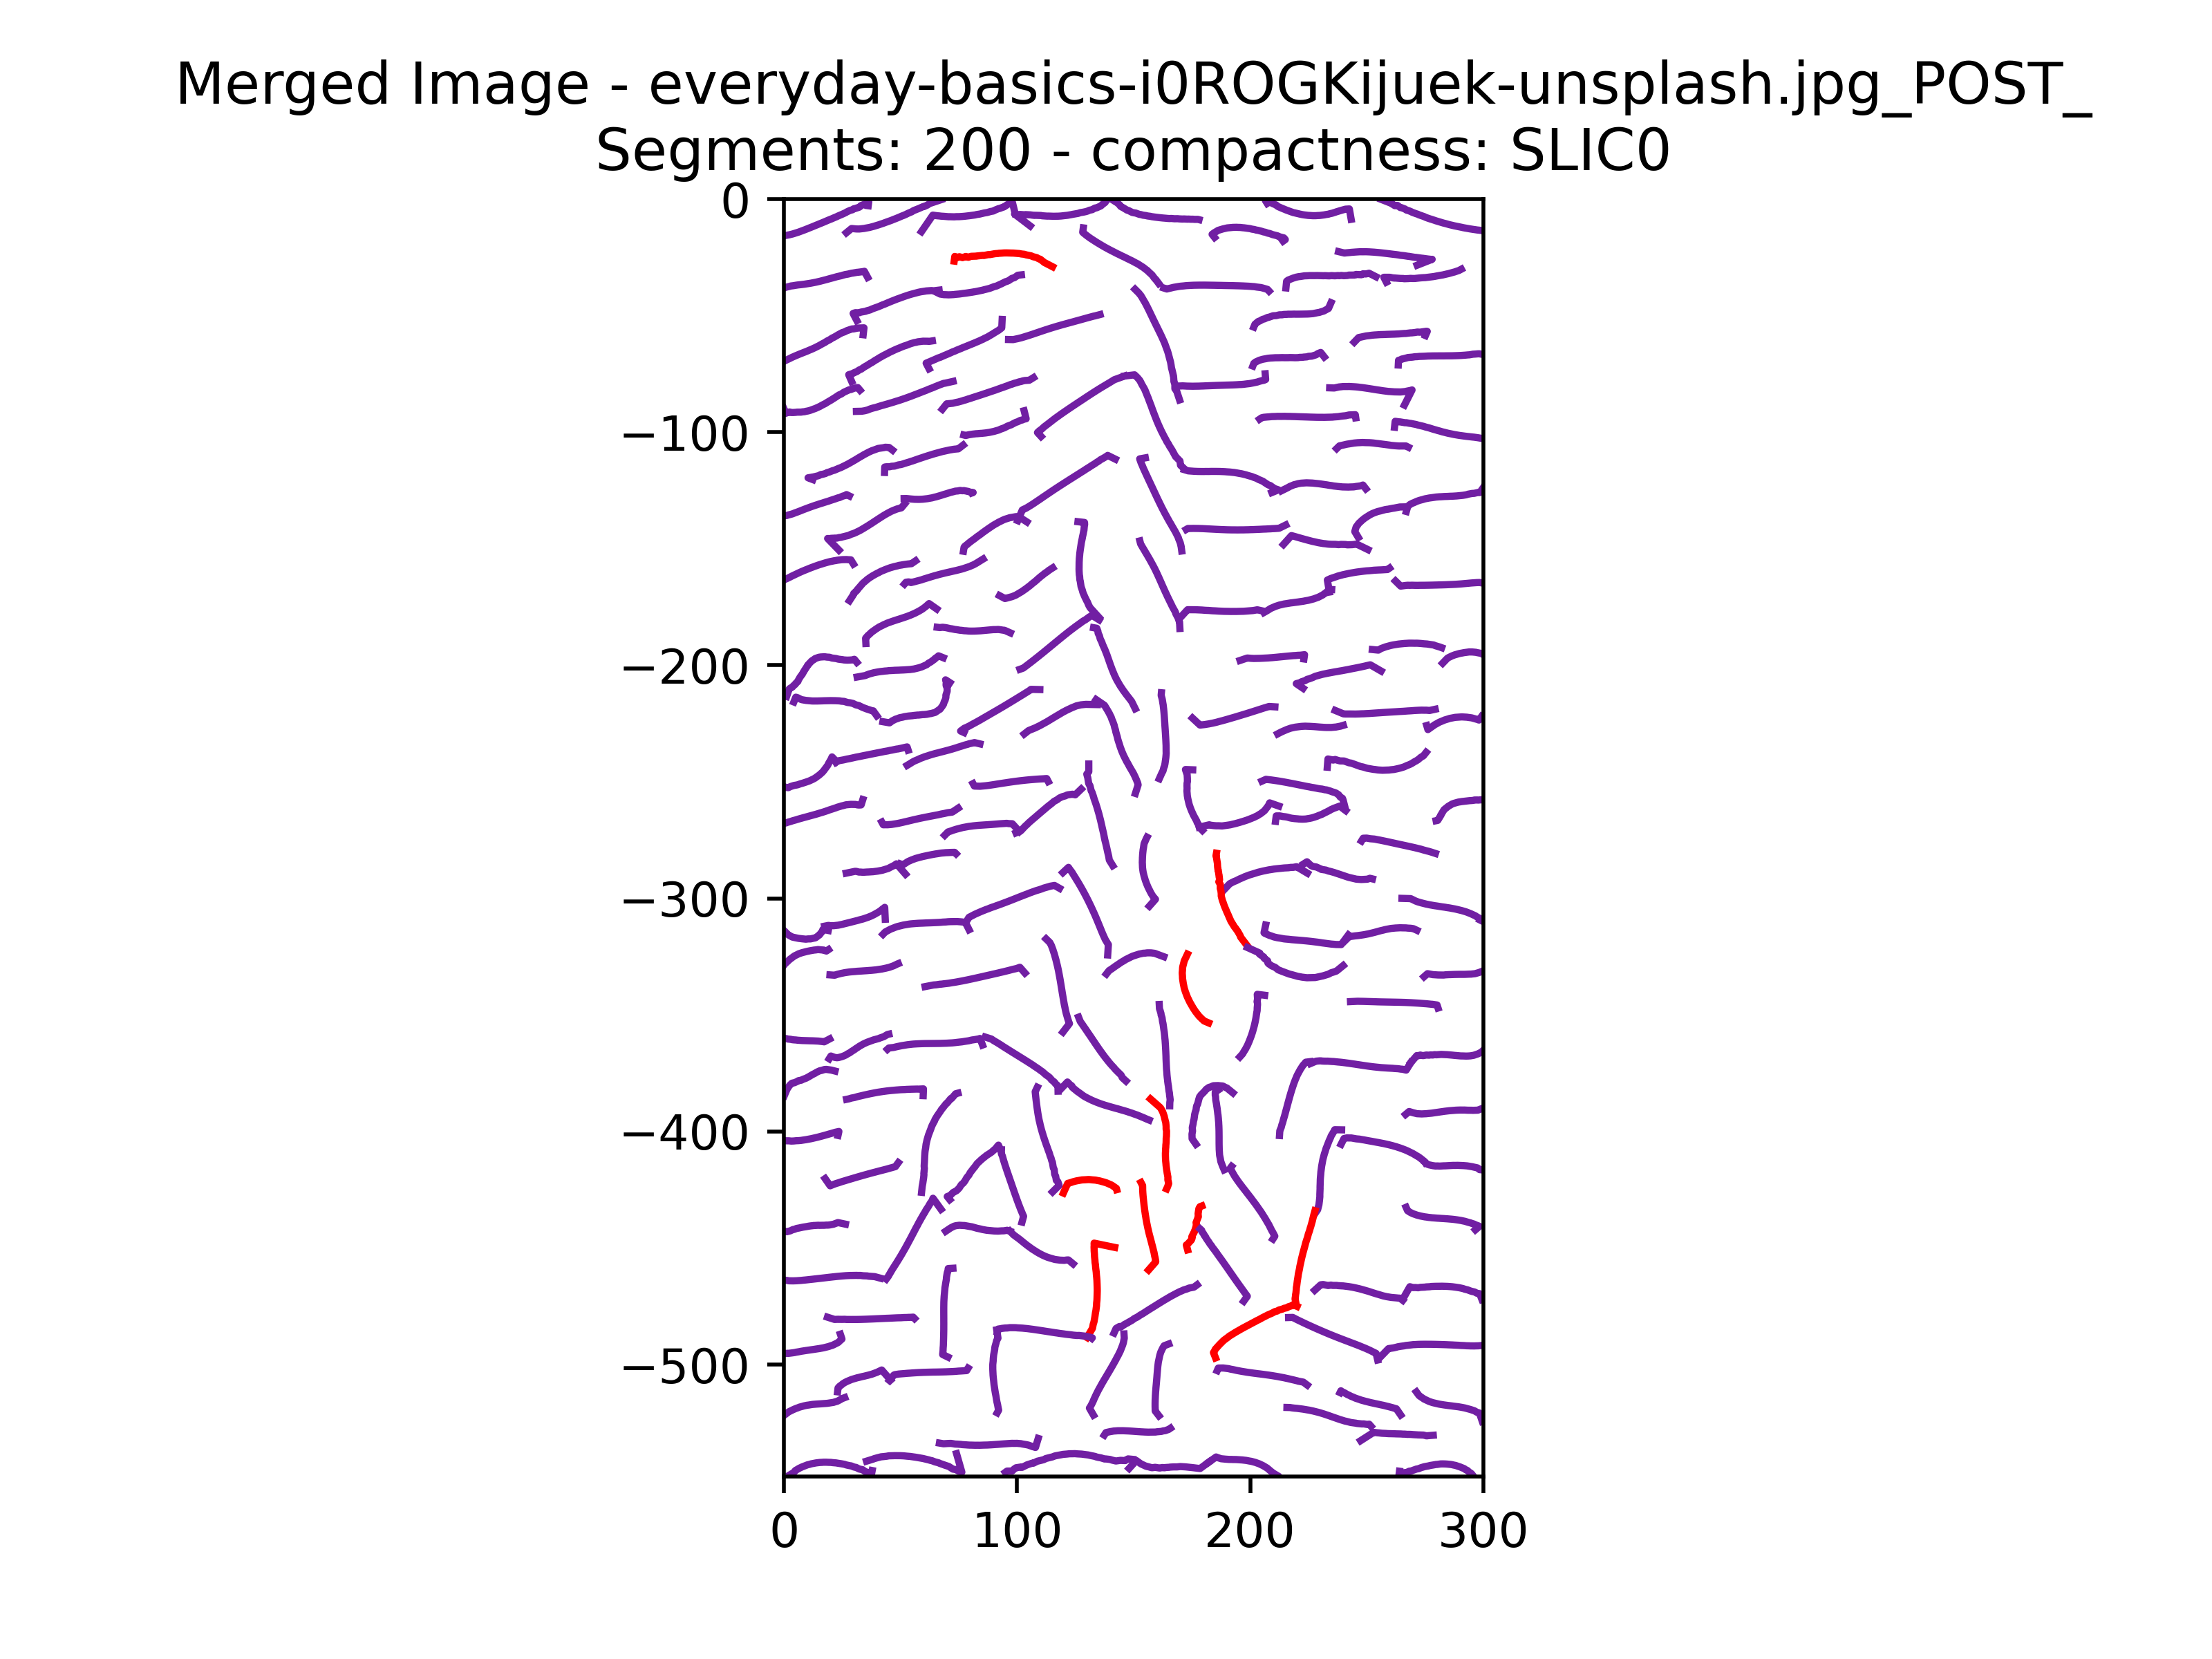 Merged Image - everyday-basics-i0ROGKijuek-unsplash.jpg_POST_
Segments: 200 - compactness: SLIC0
0
−100
−200
−300
−400
−500
0 100 200 300